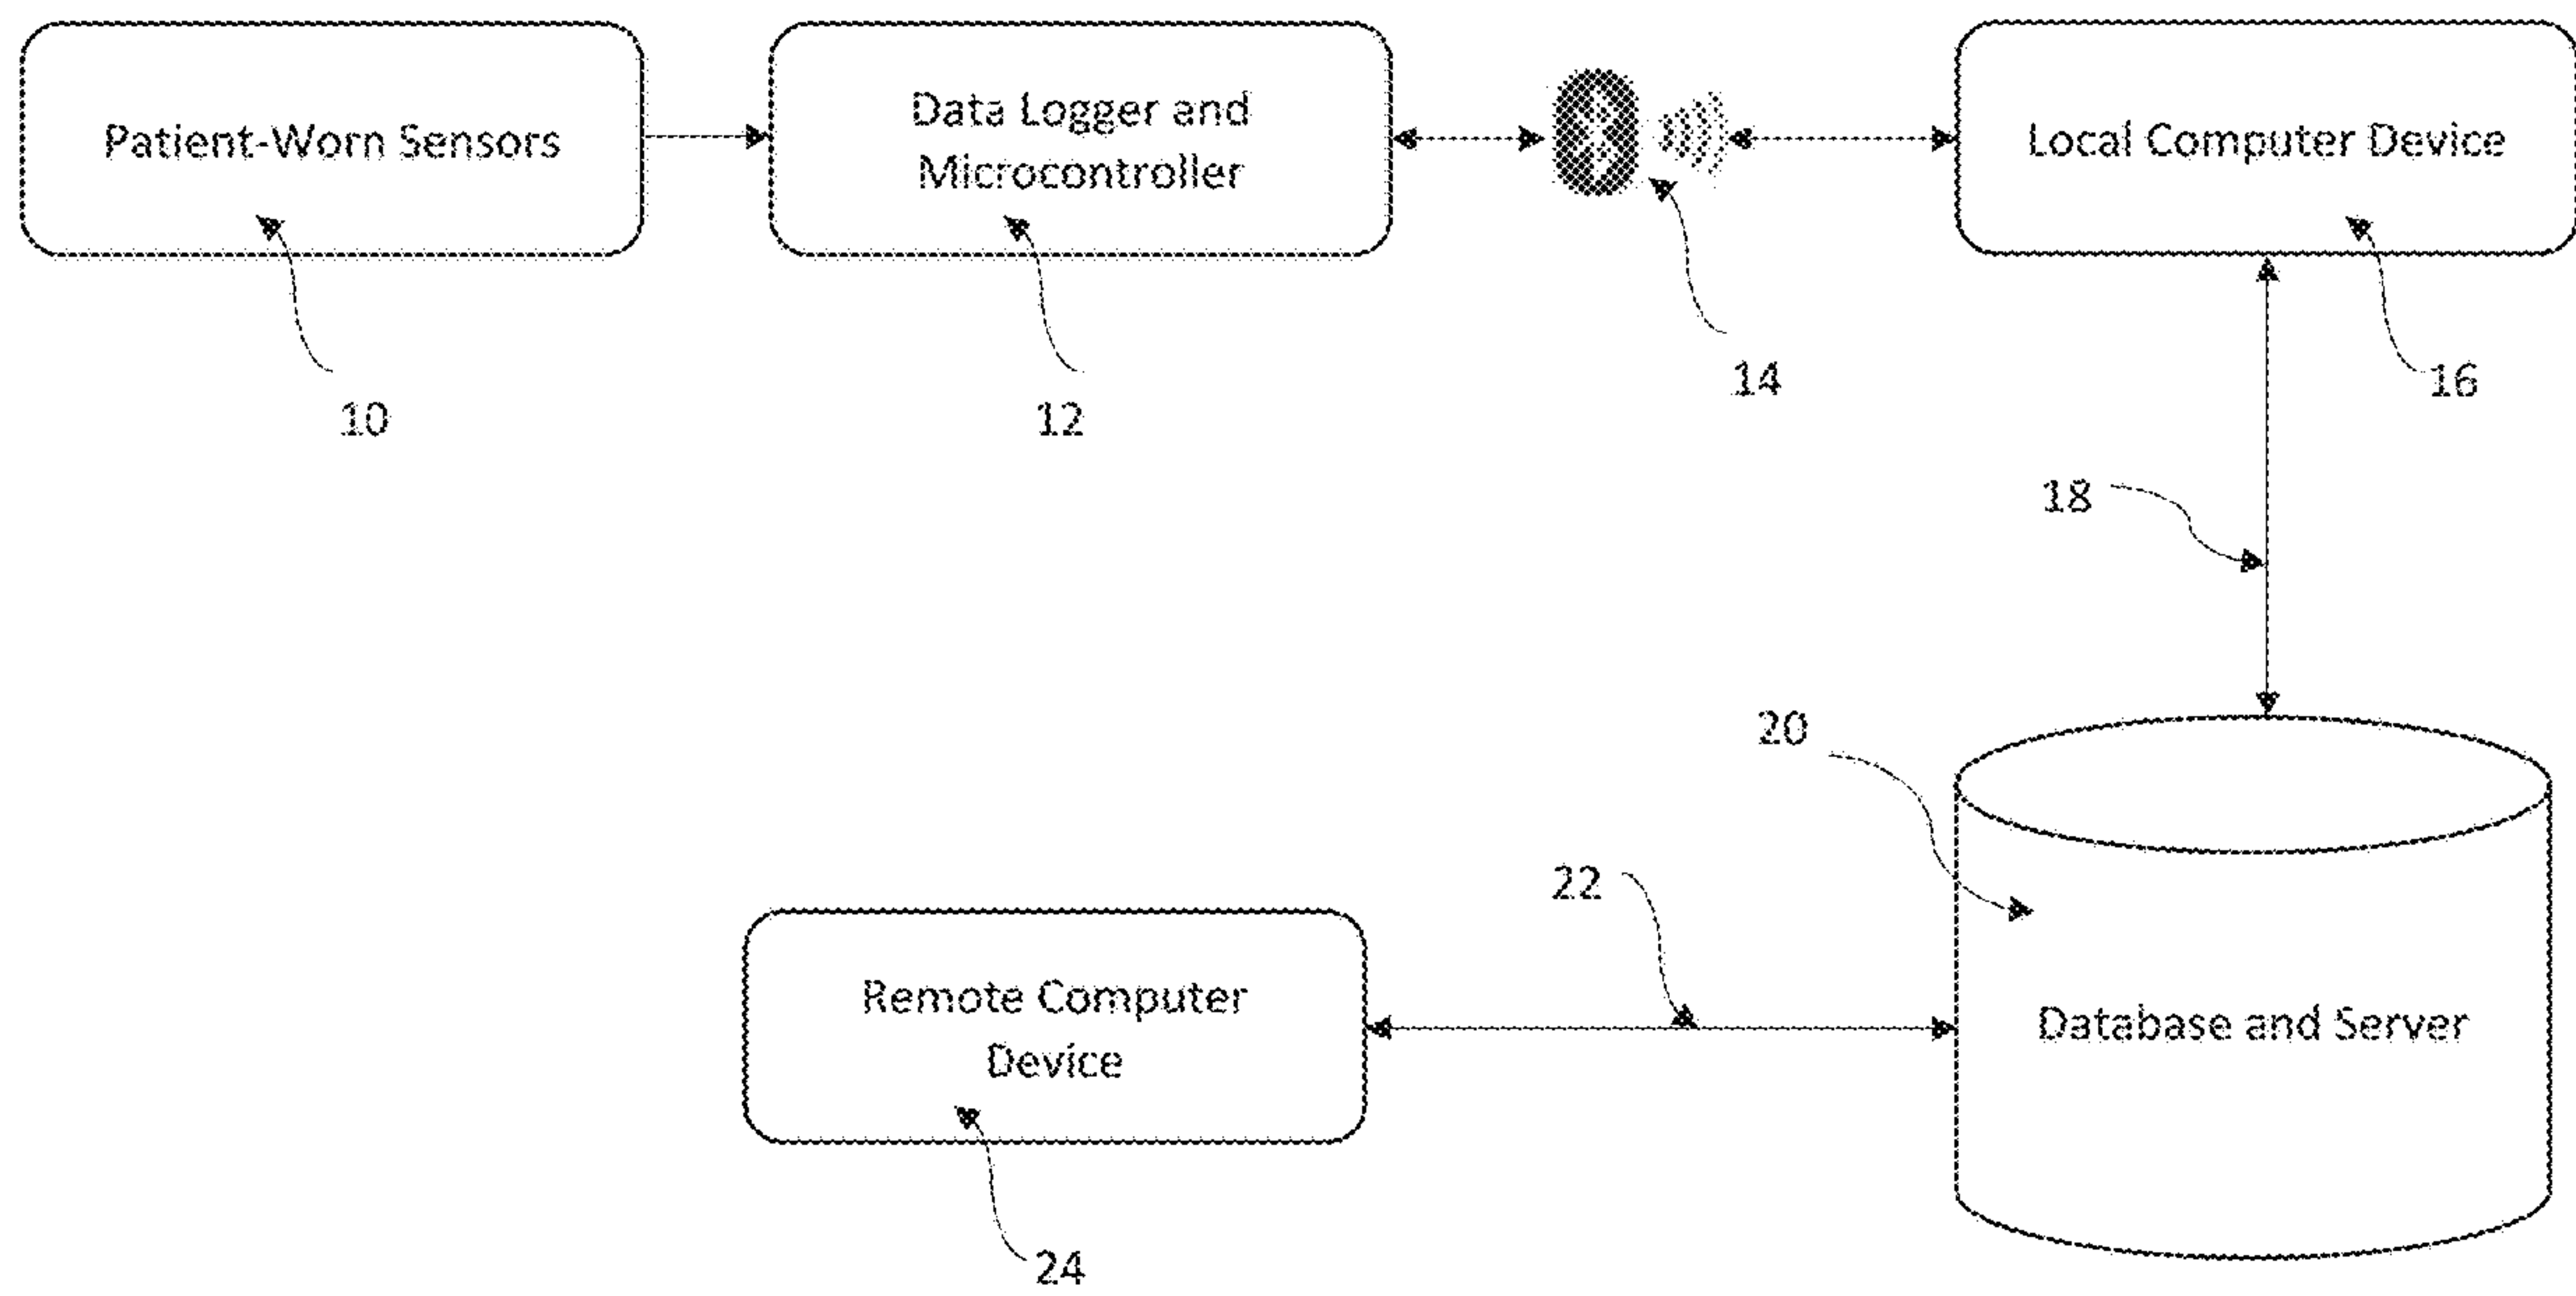 Patient-Worn Sensors
Data Logger and
Microcontroller
Local Computer Device
10
12
14
16
18
20
22
Remote Computer
Device
Database and Server
24